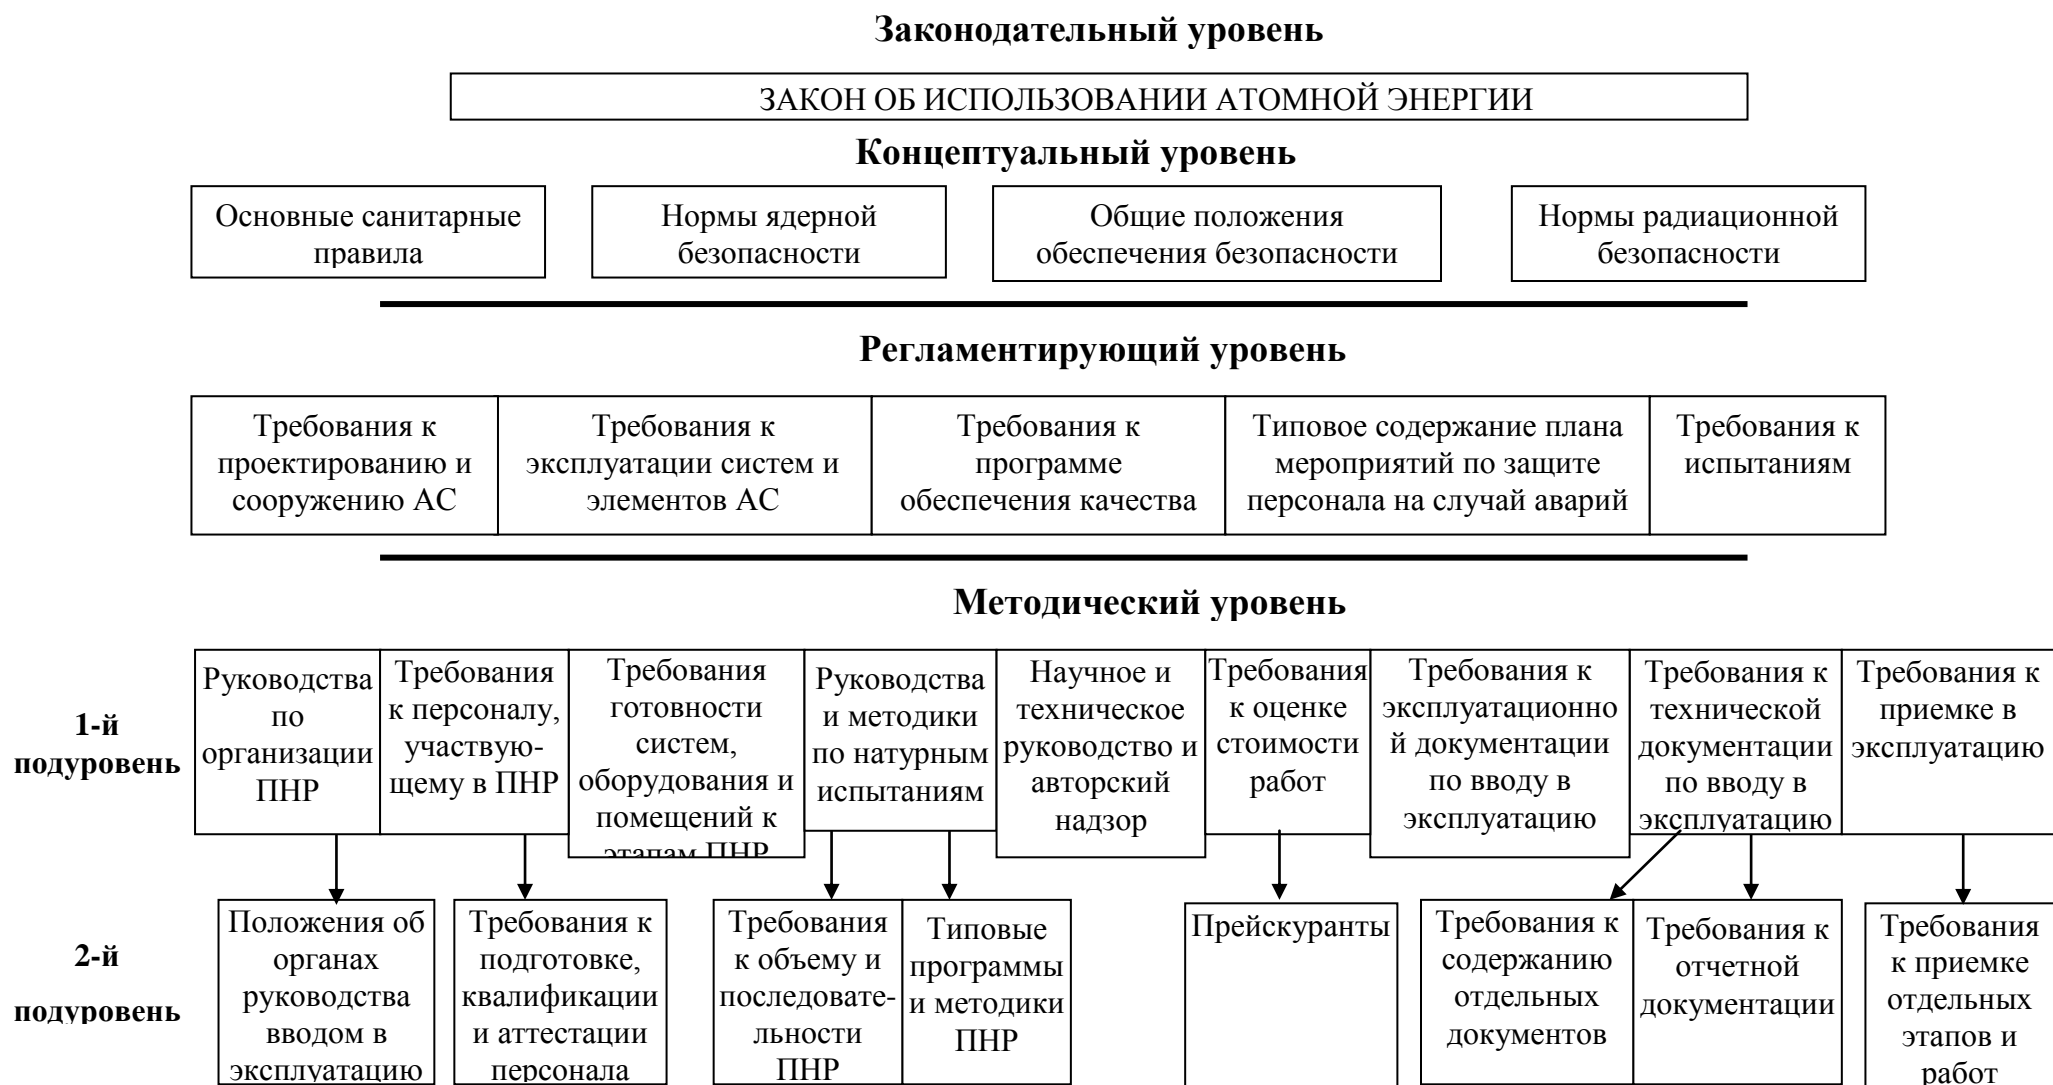 Законодательный уровень
ЗАКОН ОБ ИСПОЛЬЗОВАНИИ АТОМНОЙ ЭНЕРГИИ
Концептуальный уровень
Основные санитарные
правила
Нормы ядерной
безопасности
Общие положения
обеспечения безопасности
Нормы радиационной
безопасности
Регламентирующий уровень
Требования к
проектированию и
сооружению АС
Требования к
эксплуатации систем и
элементов АС
Требования к
программе
обеспечения качества
Типовое содержание плана
мероприятий по защите
персонала на случай аварий
Требования к
испытаниям
Методический уровень
1-й
подуровень
Руководства
по
организации
ПНР
Требования
к персоналу,
участвую-
щему в ПНР
Требования
готовности
систем,
оборудования и
помещений к
этапам ПНР
Руководства
и методики
по натурным
испытаниям
Научное и
техническое
руководство и
авторский
надзор
Требования
к оценке
стоимости
работ
Требования к
эксплуатационно
й документации
по вводу в
эксплуатацию
Требования к
технической
документации
по вводу в
эксплуатацию
Требования к
приемке в
эксплуатацию
2-й
подуровень
Положения об
органах
руководства
вводом в
эксплуатацию
Требования к
подготовке,
квалификации
и аттестации
персонала
Требования
к объему и
последовате-
льности
ПНР
Типовые
программы
и методики
ПНР
Прейскуранты
Требования к
содержанию
отдельных
документов
Требования к
отчетной
документации
Требования
к приемке
отдельных
этапов и
работ